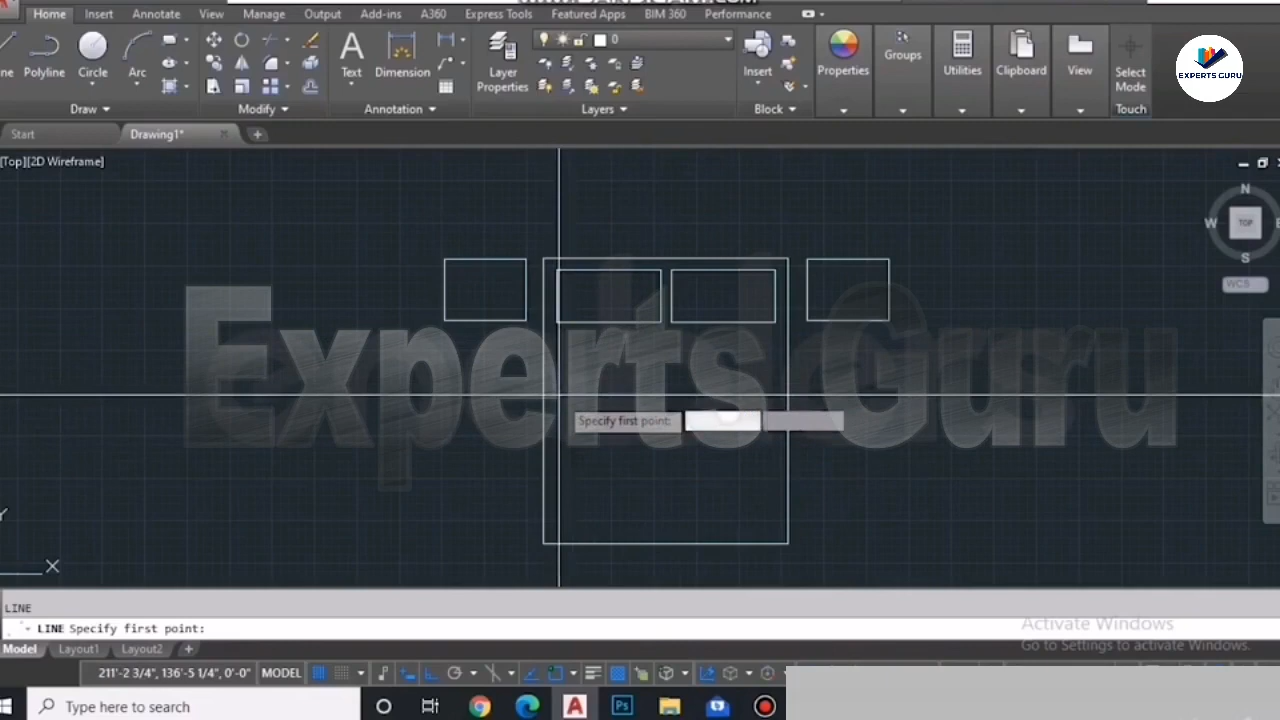 Home Insert Annotate View Manage Output Add-ins A360 Express Tools Featured Apps BIM 360 Performance
Polyline Circle Arc Text Dimension Layer Properties 0 Insert Properties Groups Utilities Clipboard View Select Mode
EXPERTS GURU
Draw Modify Annotation Layers Block Touch
Start Drawing1* +
[Top][2D Wireframe]
N
W TOP
S
WCS
Experts Guru
Specify first point:
Y
X
LINE
LINE Specify first point:
Activate Windows
Go to Settings to activate Windows.
Model Layout1 Layout2 +
211'-2 3/4", 136'-5 1/4", 0'-0" MODEL
Type here to search A Ps